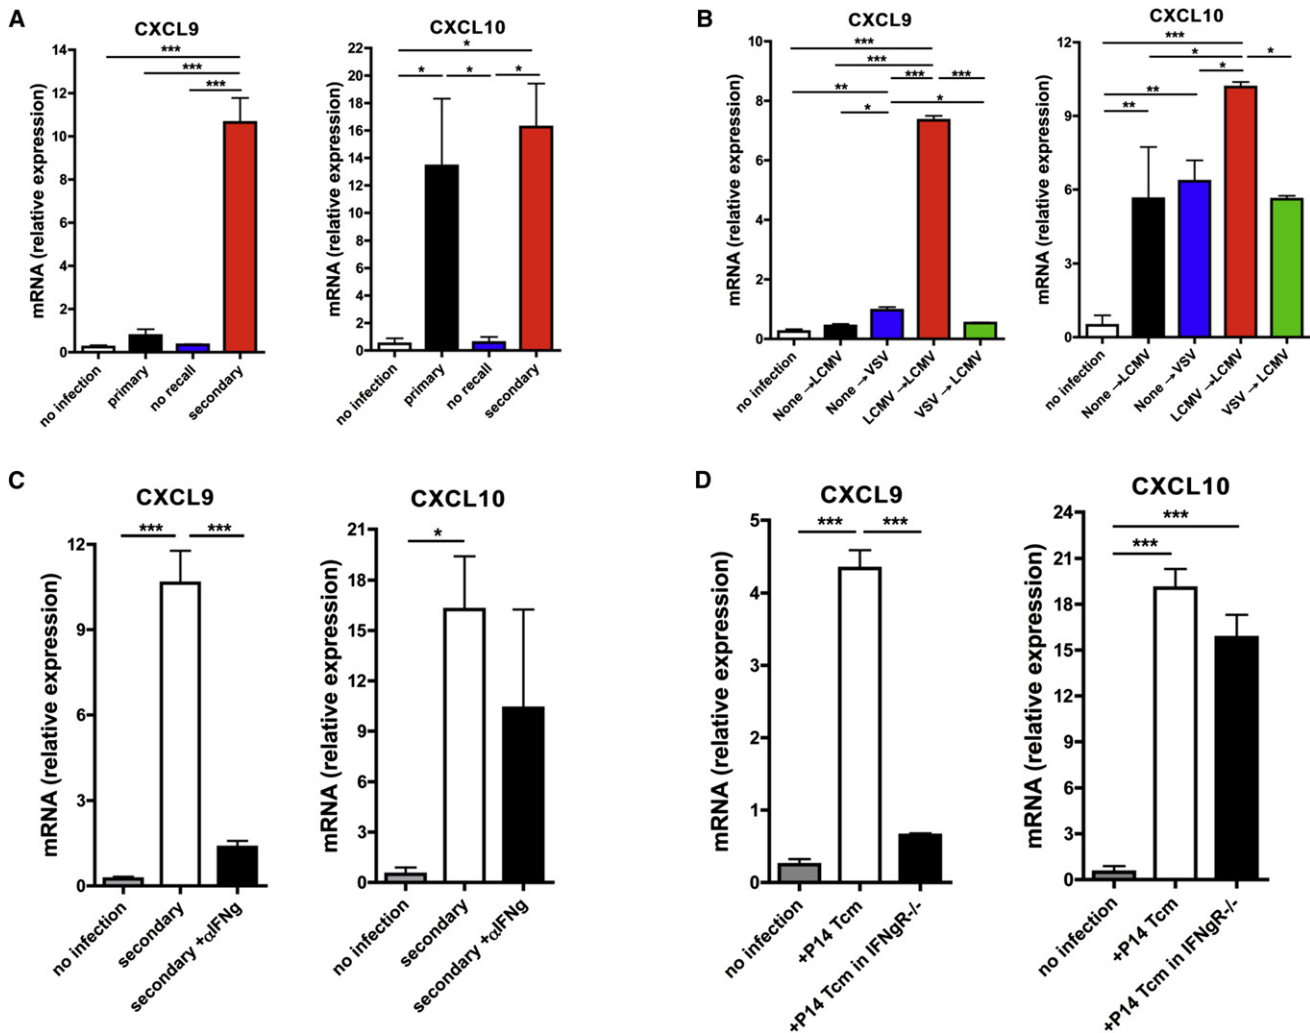 A
CXCL9
mRNA (relative expression)
14
12
10
8
6
4
2
0
***
***
***
no infection
primary
no recall
secondary
CXCL10
mRNA (relative expression)
22
20
18
16
14
12
10
8
6
4
2
0
*
* * *
no infection
primary
no recall
secondary
B
CXCL9
mRNA (relative expression)
10
8
6
4
2
0
***
***
*** ***
**
*
*
no infection
None →LCMV
None →VSV
LCMV →LCMV
VSV → LCMV
CXCL10
mRNA (relative expression)
12
9
6
3
0
***
* *
*
**
**
no infection
None →LCMV
None → VSV
LCMV →LCMV
VSV → LCMV
C
CXCL9
mRNA (relative expression)
12
9
6
3
0
*** ***
no infection
secondary
secondary +αIFNg
CXCL10
mRNA (relative expression)
21
18
15
12
9
6
3
0
*
no infection
secondary
secondary +αIFNg
D
CXCL9
mRNA (relative expression)
5
4
3
2
1
0
*** ***
no infection
+P14 Tcm
+P14 Tcm in IFNgR-/-
CXCL10
mRNA (relative expression)
24
21
18
15
12
9
6
3
0
***
***
no infection
+P14 Tcm
+P14 Tcm in IFNgR-/-